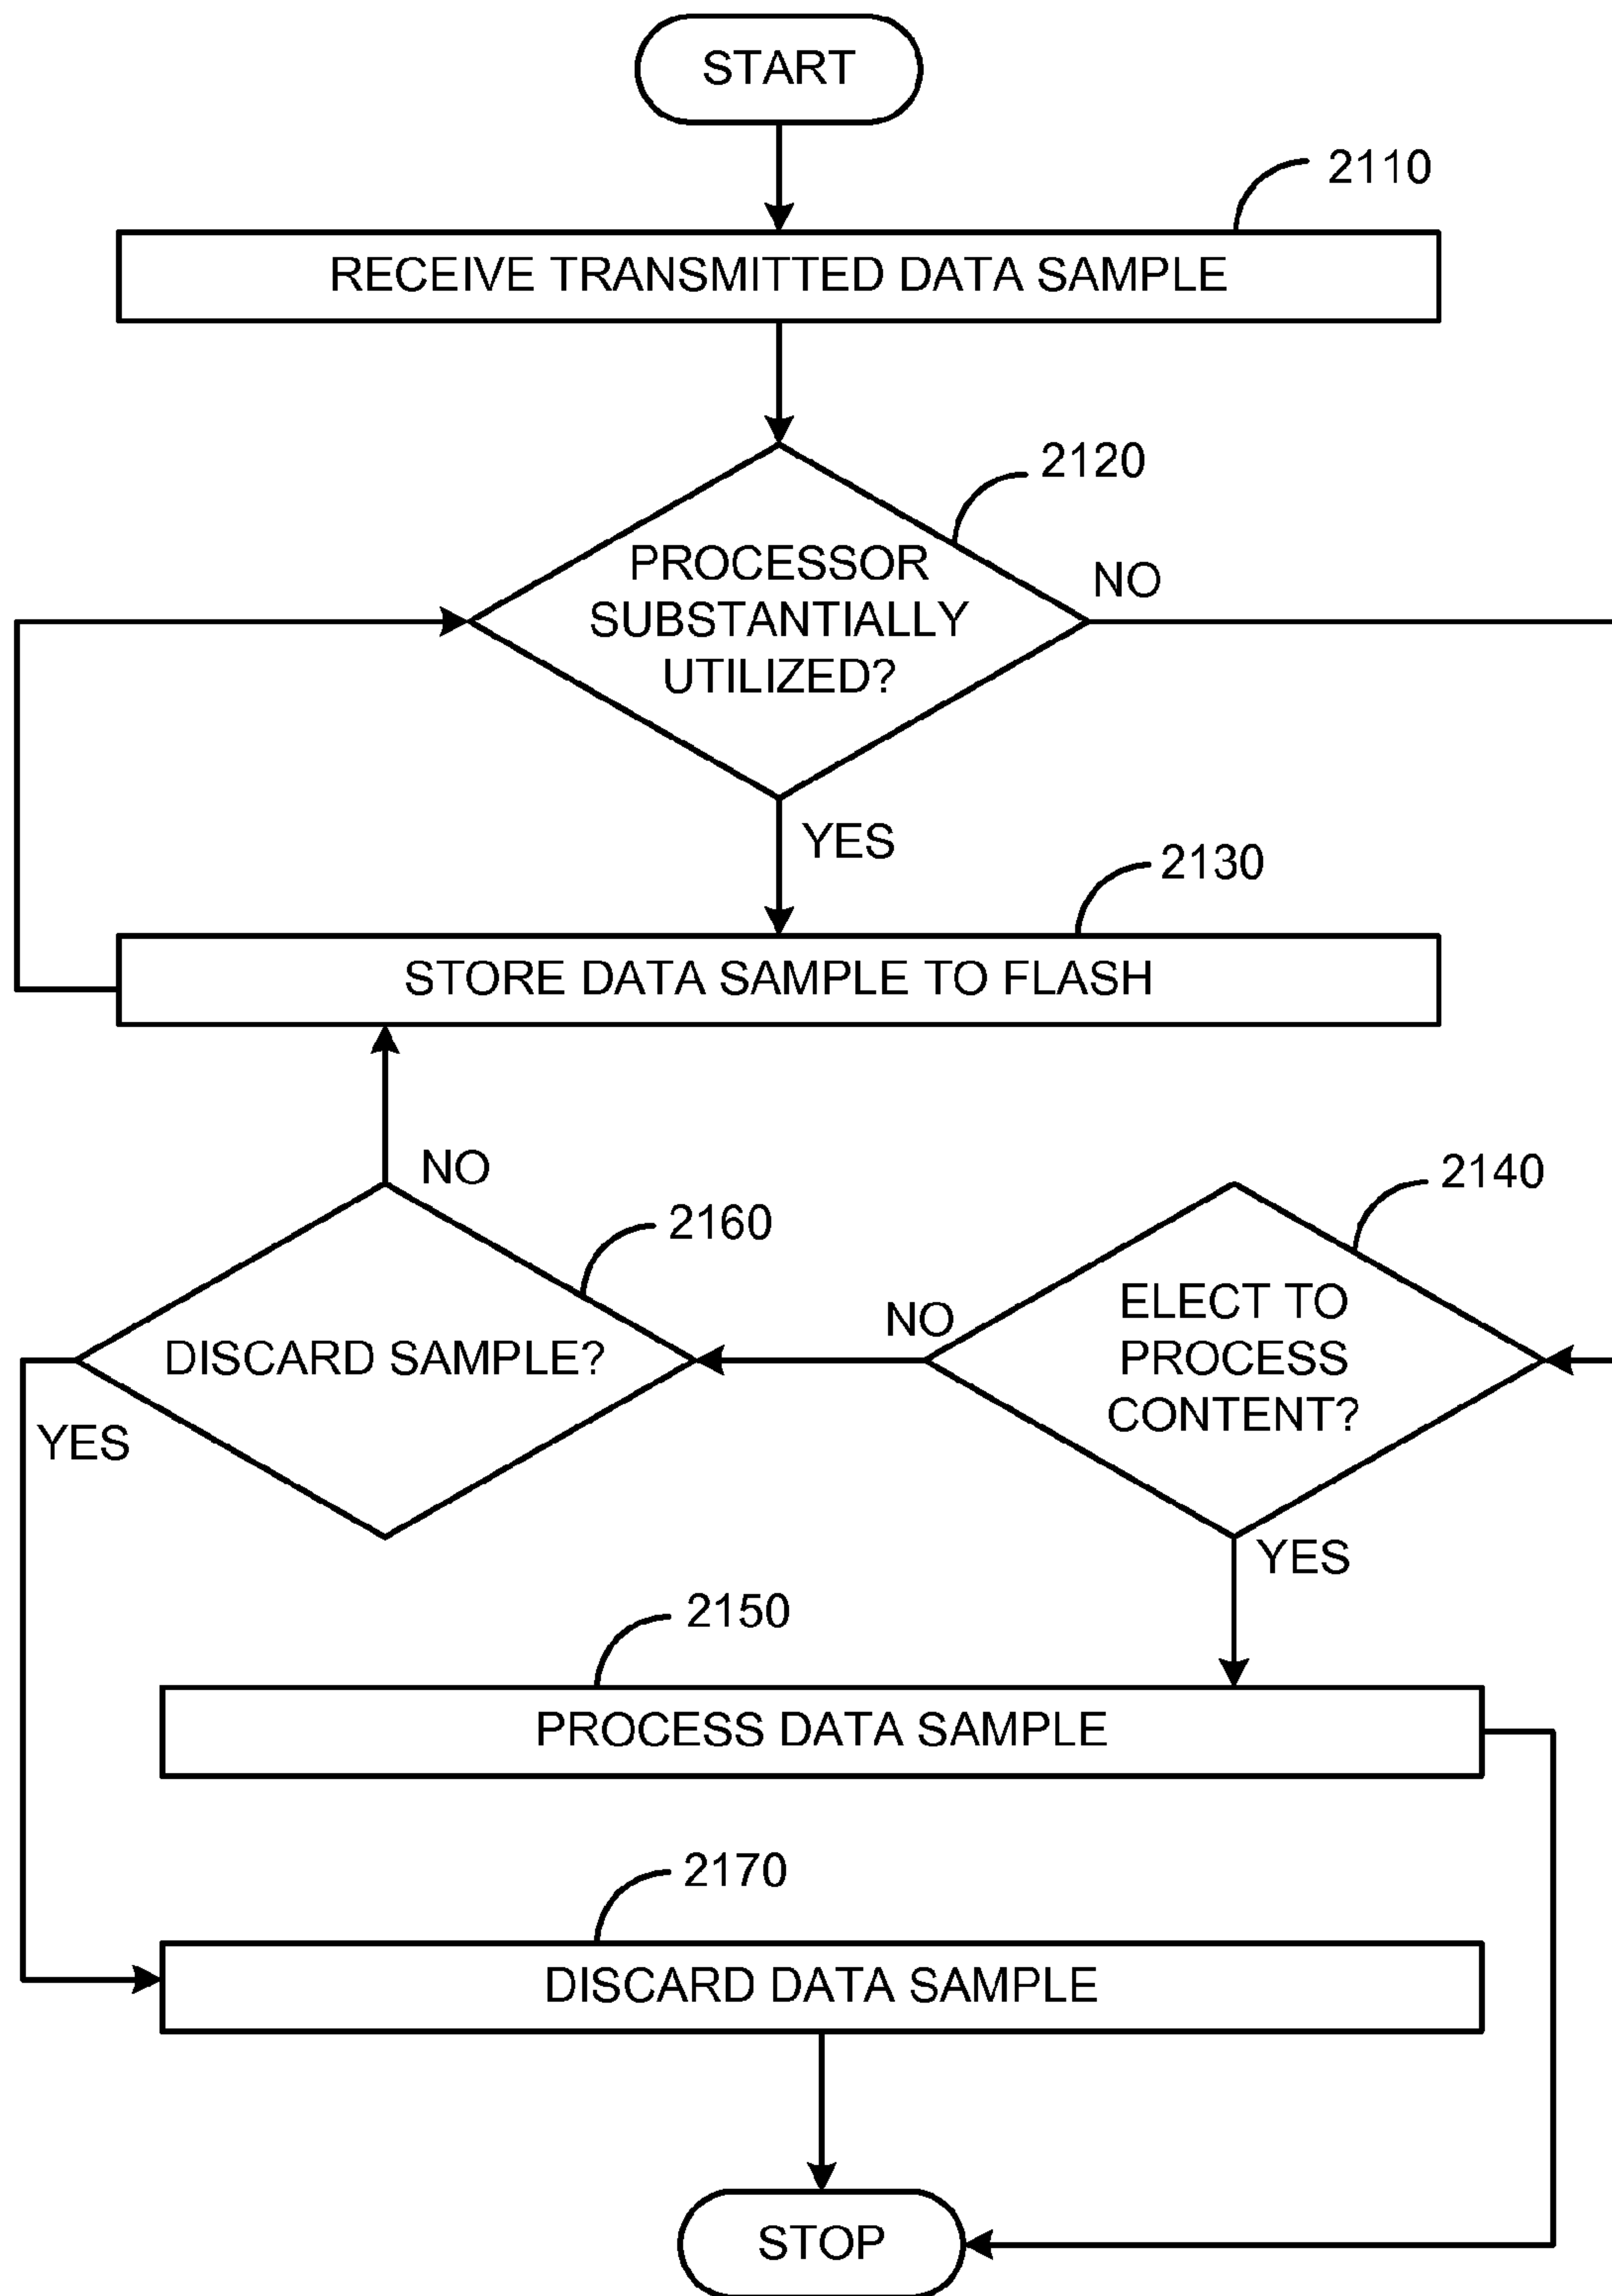 START
2110
RECEIVE TRANSMITTED DATA SAMPLE
2120
PROCESSOR
SUBSTANTIALLY
UTILIZED?
NO
YES
2130
STORE DATA SAMPLE TO FLASH
NO
2160
DISCARD SAMPLE?
YES
2140
NO
ELECT TO
PROCESS
CONTENT?
YES
2150
PROCESS DATA SAMPLE
2170
DISCARD DATA SAMPLE
STOP